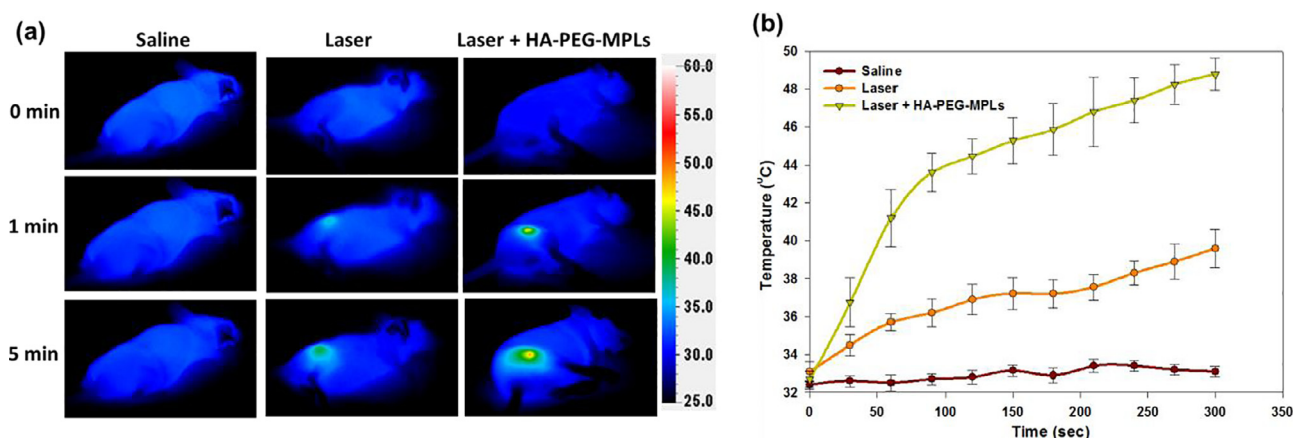 (a)
Saline Laser Laser + HA-PEG-MPLs
0 min
1 min
5 min
60.0
55.0
50.0
45.0
40.0
35.0
30.0
25.0
(b)
Saline
Laser
Laser + HA-PEG-MPLs
Temperature (°C)
50
48
46
44
42
40
38
36
34
32
0 50 100 150 200 250 300 350
Time (sec)